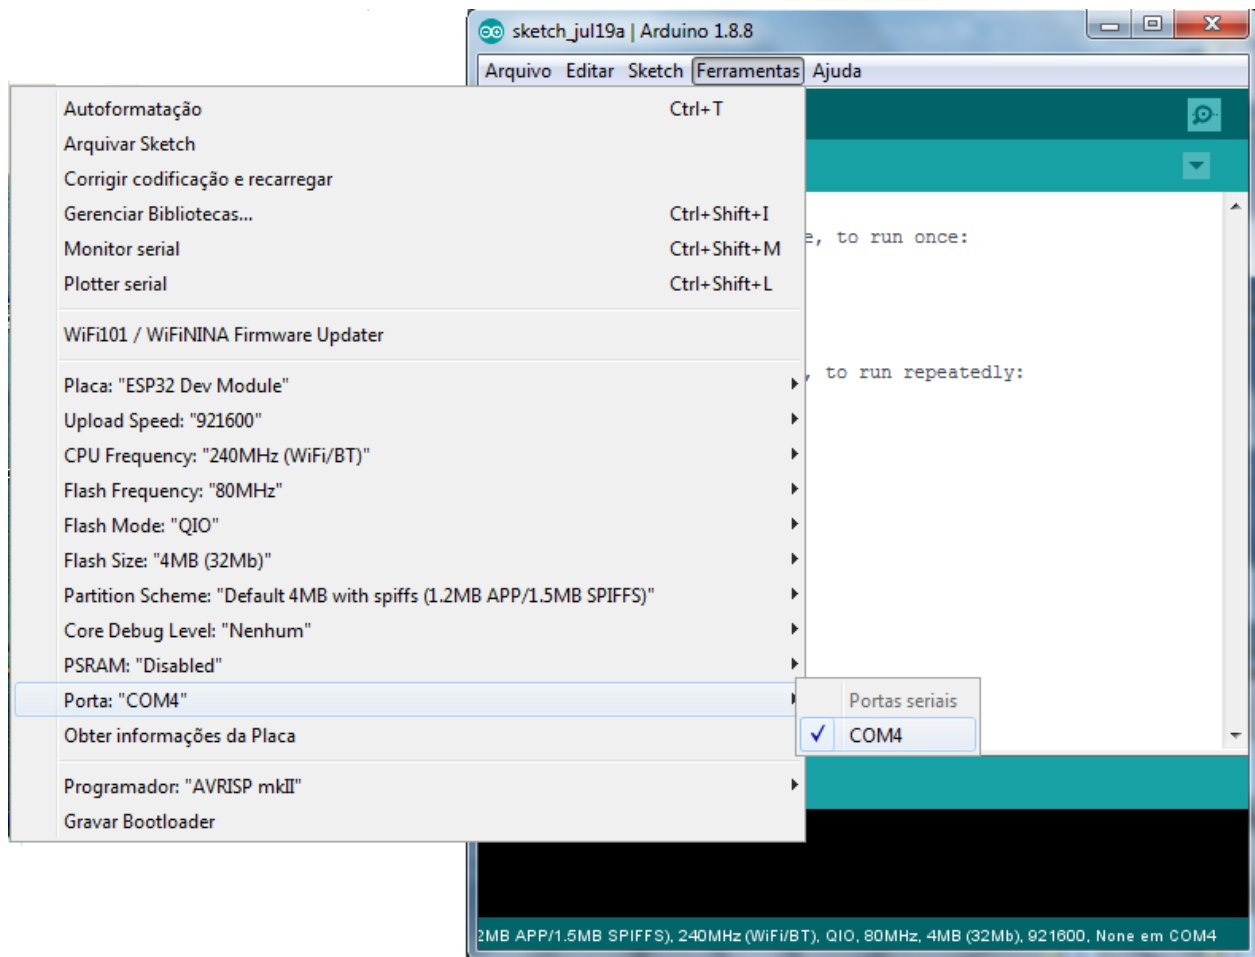 sketch_jul19a | Arduino 1.8.8
Arquivo Editar Sketch Ferramentas Ajuda
Autoformatação Ctrl+T
Arquivar Sketch
Corrigir codificação e recarregar
Gerenciar Bibliotecas... Ctrl+Shift+I
, to run once:
Monitor serial Ctrl+Shift+M
Plotter serial Ctrl+Shift+L
WiFi101 / WiFiNINA Firmware Updater
Placa: "ESP32 Dev Module"
, to run repeatedly:
Upload Speed: "921600"
CPU Frequency: "240MHz (WiFi/BT)"
Flash Frequency: "80MHz"
Flash Mode: "QIO"
Flash Size: "4MB (32Mb)"
Partition Scheme: "Default 4MB with spiffs (1.2MB APP/1.5MB SPIFFS)"
Core Debug Level: "Nenhum"
PSRAM: "Disabled"
Porta: "COM4"
Portas seriais
COM4
Obter informações da Placa
Programador: "AVRISP mkII"
Gravar Bootloader
2MB APP/1.5MB SPIFFS), 240MHz (WiFi/BT), QIO, 80MHz, 4MB (32Mb), 921600, None em COM4